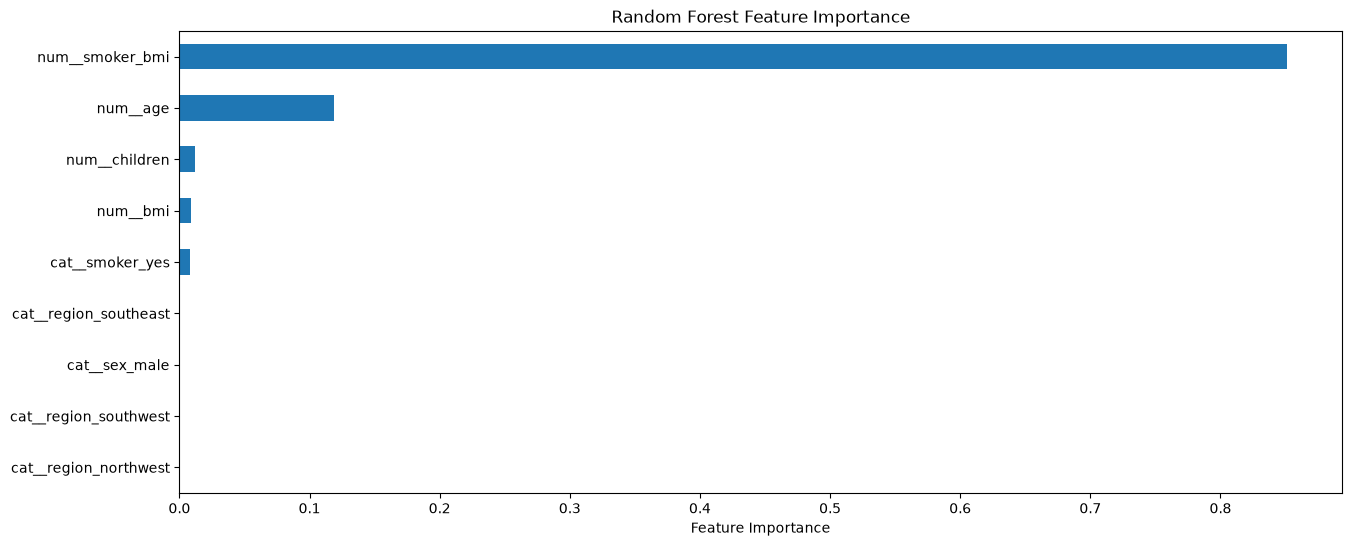 Random Forest Feature Importance
num__smoker_bmi
num__age
num__children
num__bmi
cat__smoker_yes
cat__region_southeast
cat__sex_male
cat__region_southwest
cat__region_northwest
0.0 0.1 0.2 0.3 0.4 0.5 0.6 0.7 0.8
Feature Importance